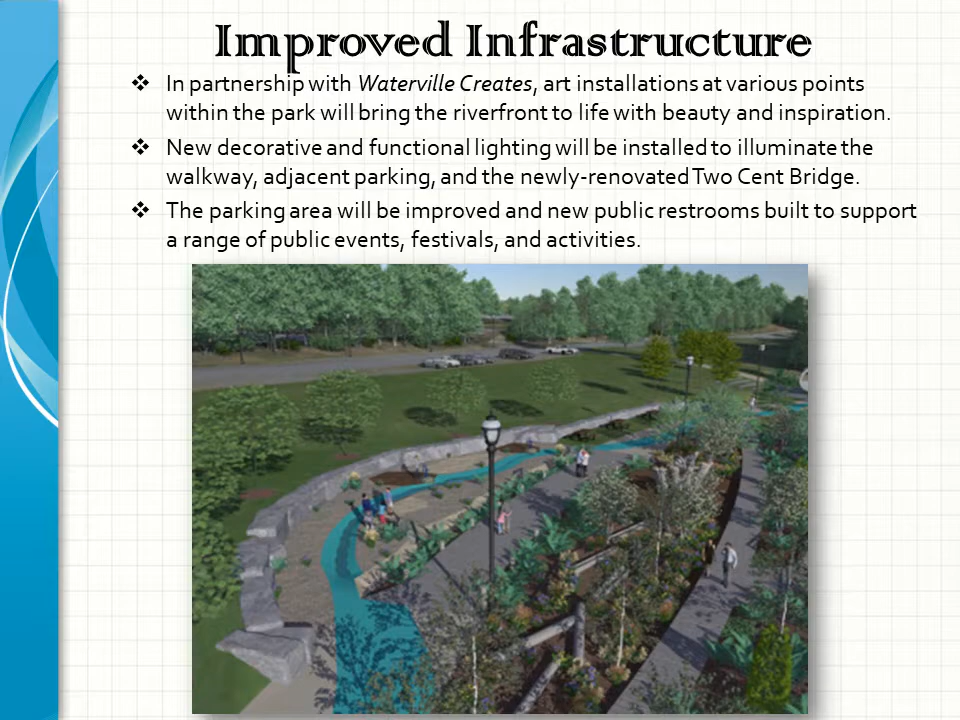 Improved Infrastructure
❖ In partnership with Waterville Creates, art installations at various points
within the park will bring the riverfront to life with beauty and inspiration.
❖ New decorative and functional lighting will be installed to illuminate the
walkway, adjacent parking, and the newly-renovated Two Cent Bridge.
❖ The parking area will be improved and new public restrooms built to support
a range of public events, festivals, and activities.